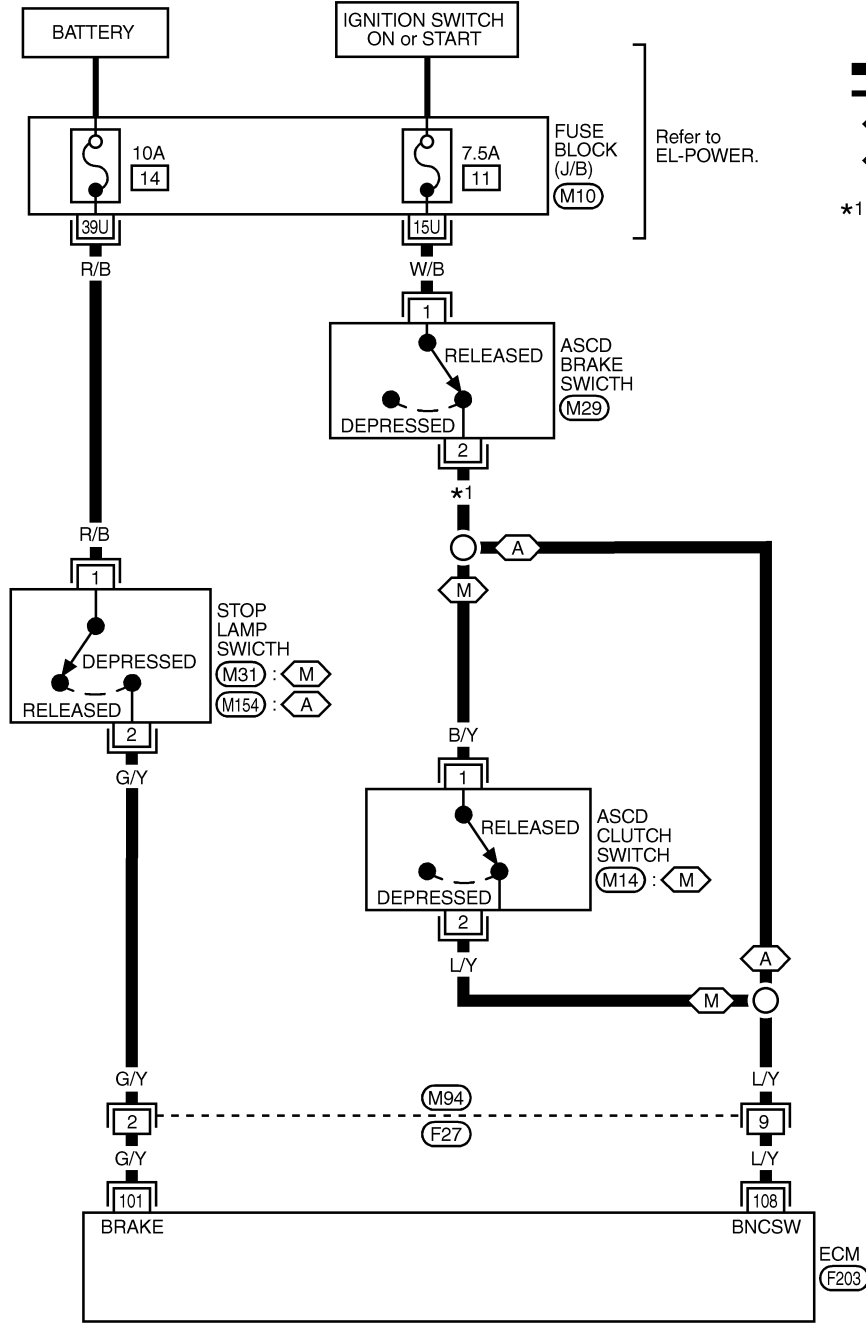 BATTERY
IGNITION SWITCH
ON or START
10A
14
7.5A
11
FUSE
BLOCK
(J/B)
M10
Refer to
EL-POWER.
*1
39U
15U
R/B
W/B
1
RELEASED
DEPRESSED
ASCD
BRAKE
SWICTH
M29
2
*1
A
M
R/B
1
DEPRESSED
RELEASED
STOP
LAMP
SWICTH
M31 : M
M154 : A
2
G/Y
B/Y
1
RELEASED
DEPRESSED
ASCD
CLUTCH
SWITCH
M14 : M
2
L/Y
A
M
G/Y
L/Y
2
M94
F27
9
G/Y
L/Y
101
108
BRAKE
BNCSW
ECM
F203